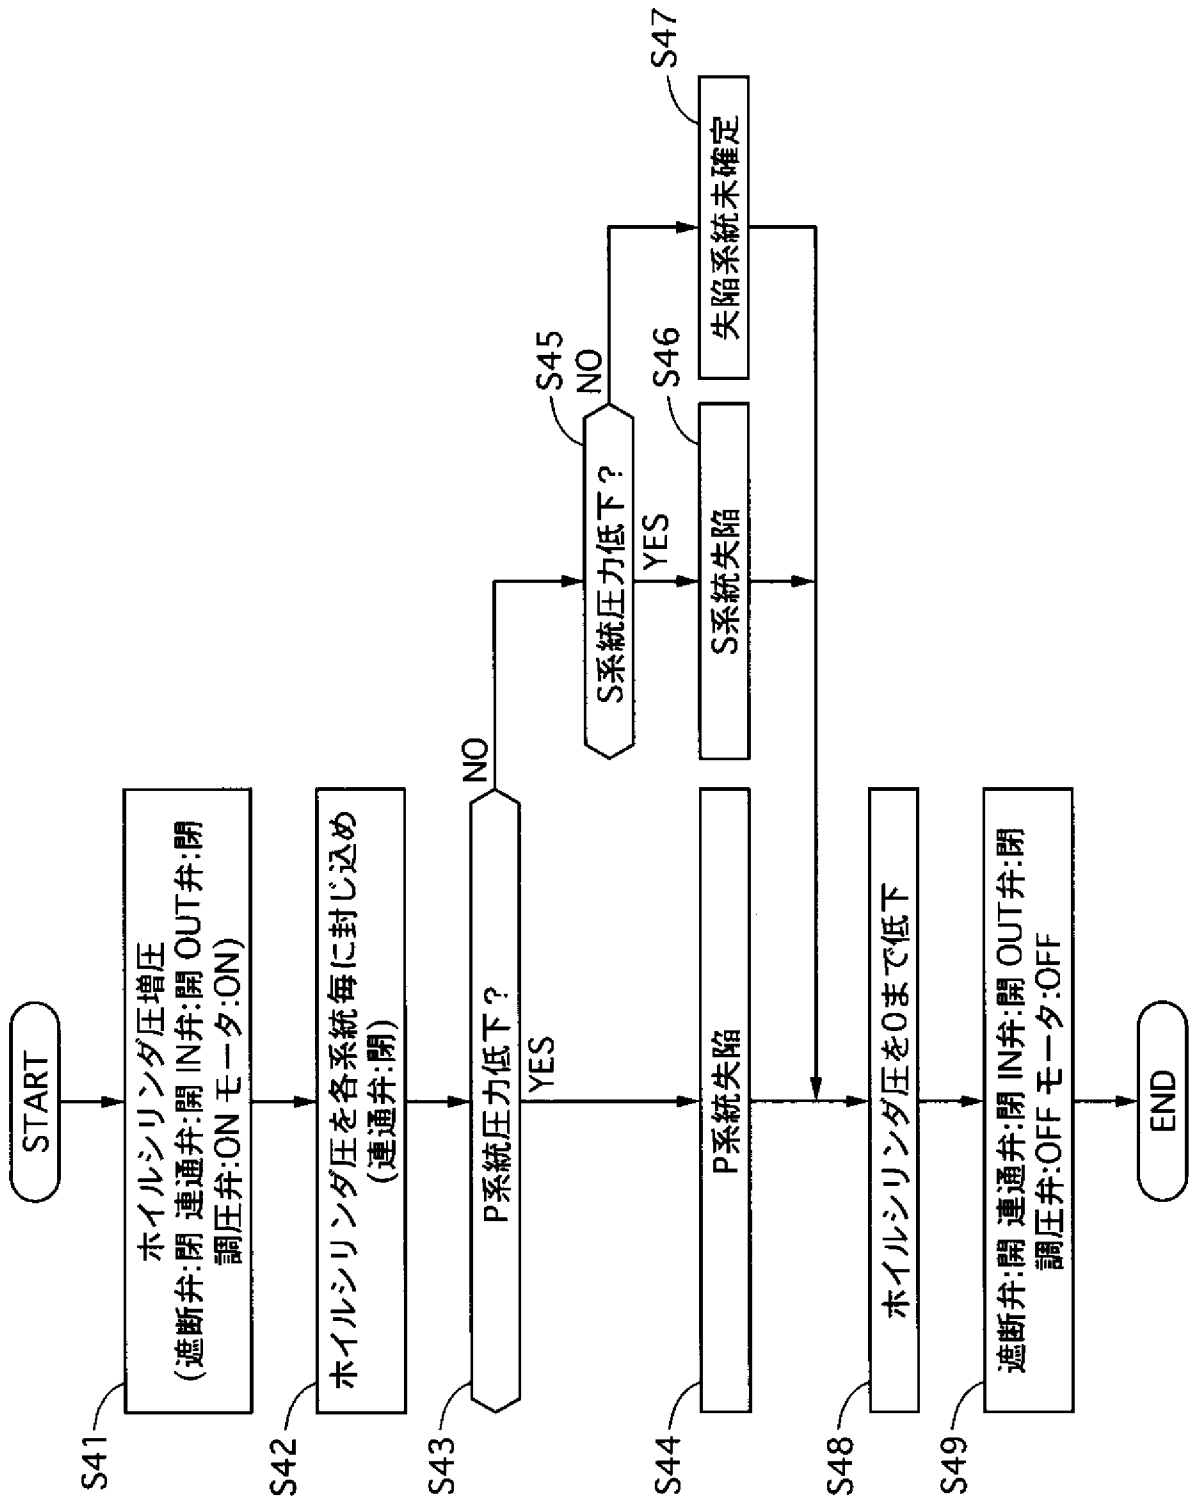 START
S41
ホイルシリンダ圧増圧
(遮断弁:閉 連通弁:開 IN弁:開 OUT弁:閉
調圧弁:ON モータ:ON)
S42
ホイルシリンダ圧を各系統毎に封じ込め
(連通弁:閉)
S43
P系統圧力低下?
NO
YES
S45
S系統圧力低下?
NO
YES
S44
P系統失陥
S46
S系統失陥
S47
失陥系統未確定
S48
ホイルシリンダ圧を0まで低下
S49
遮断弁:開 連通弁:閉 IN弁:開 OUT弁:閉
調圧弁:OFF モータ:OFF
END